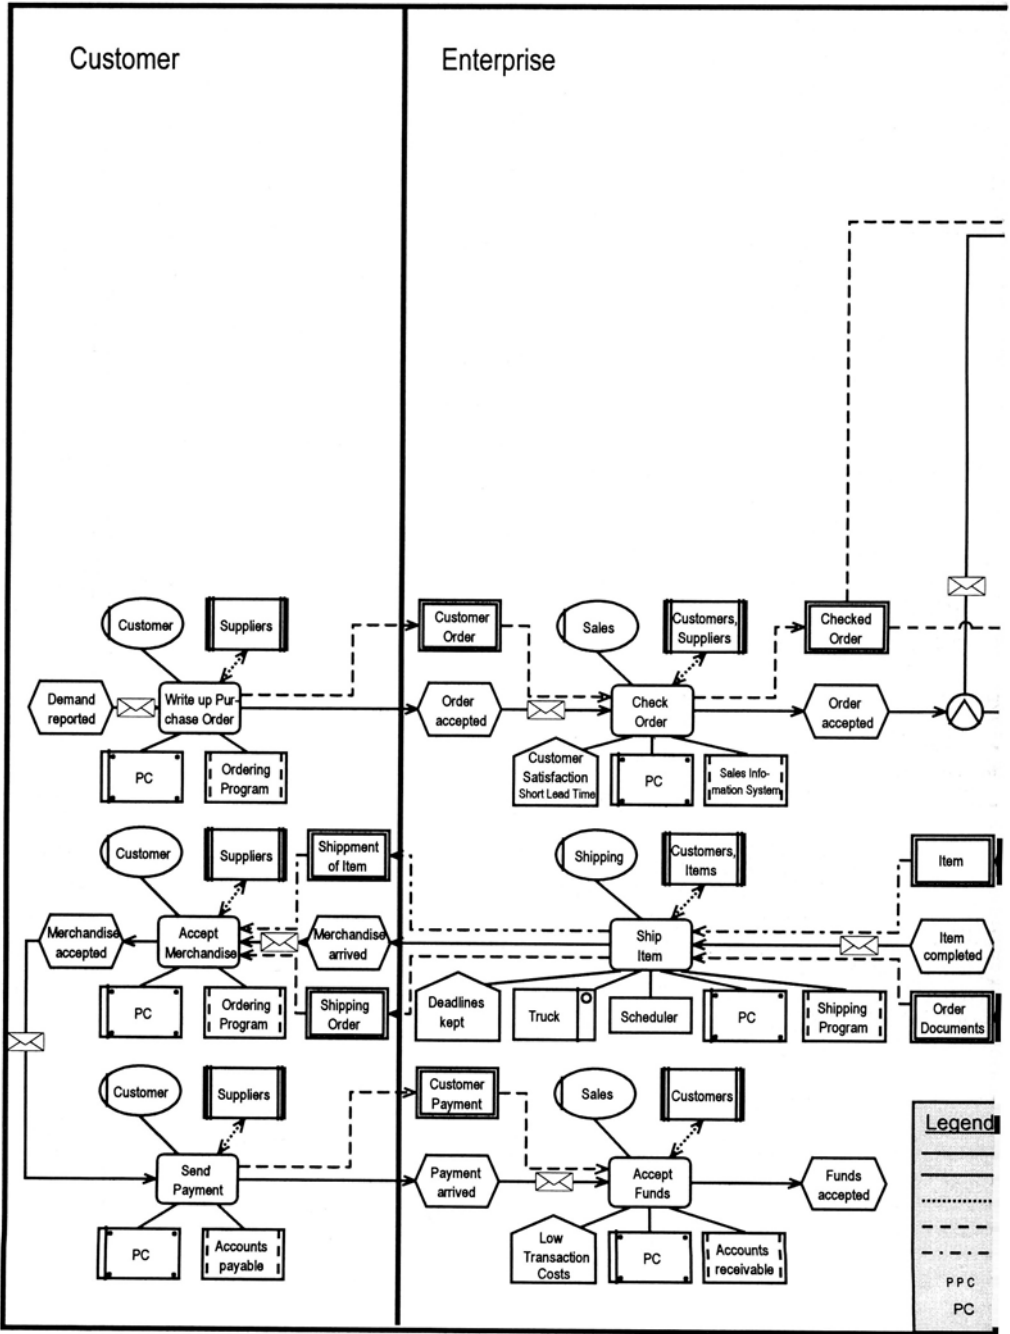 Customer
Enterprise
Customer
Suppliers
Customer
Order
Sales
Customers,
Suppliers
Checked
Order
Demand
reported
Write up Pur-
chase Order
Order
accepted
Check
Order
Order
accepted
PC
Ordering
Program
Customer
Satisfaction
Short Lead Time
PC
Sales Info-
mation System
Customer
Suppliers
Shippment
of Item
Shipping
Customers,
Items
Item
Merchandise
accepted
Accept
Merchandise
Merchandise
arrived
Ship
Item
Item
completed
PC
Ordering
Program
Shipping
Order
Deadlines
kept
Truck
Scheduler
PC
Shipping
Program
Order
Documents
Customer
Suppliers
Customer
Payment
Sales
Customers
Legend
Send
Payment
Payment
arrived
Accept
Funds
Funds
accepted
PC
Accounts
payable
Low
Transaction
Costs
PC
Accounts
receivable
PPC
PC